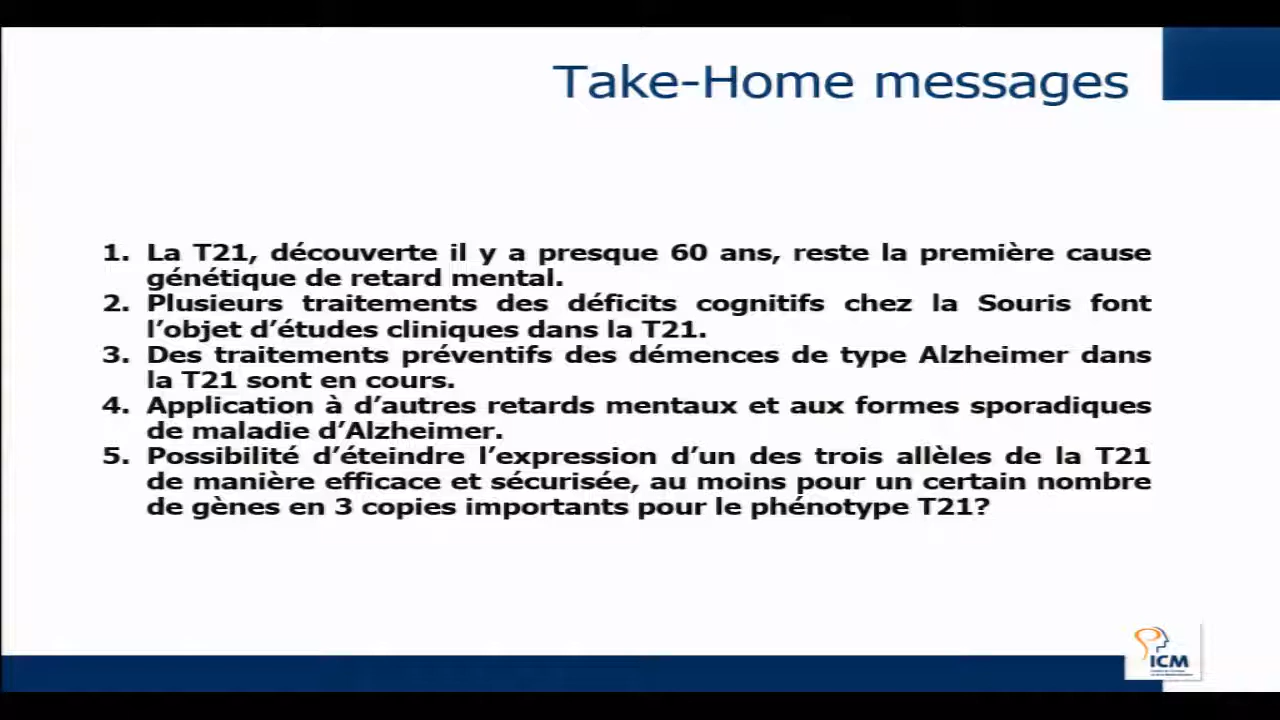 Take-Home messages
1. La T21, découverte il y a presque 60 ans, reste la première cause
génétique de retard mental.
2. Plusieurs traitements des déficits cognitifs chez la Souris font
l'objet d'études cliniques dans la T21.
3. Des traitements préventifs des démences de type Alzheimer dans
la T21 sont en cours.
4. Application à d'autres retards mentaux et aux formes sporadiques
de maladie d'Alzheimer.
5. Possibilité d'éteindre l'expression d'un des trois allèles de la T21
de manière efficace et sécurisée, au moins pour un certain nombre
de gènes en 3 copies importants pour le phénotype T21?
ICM